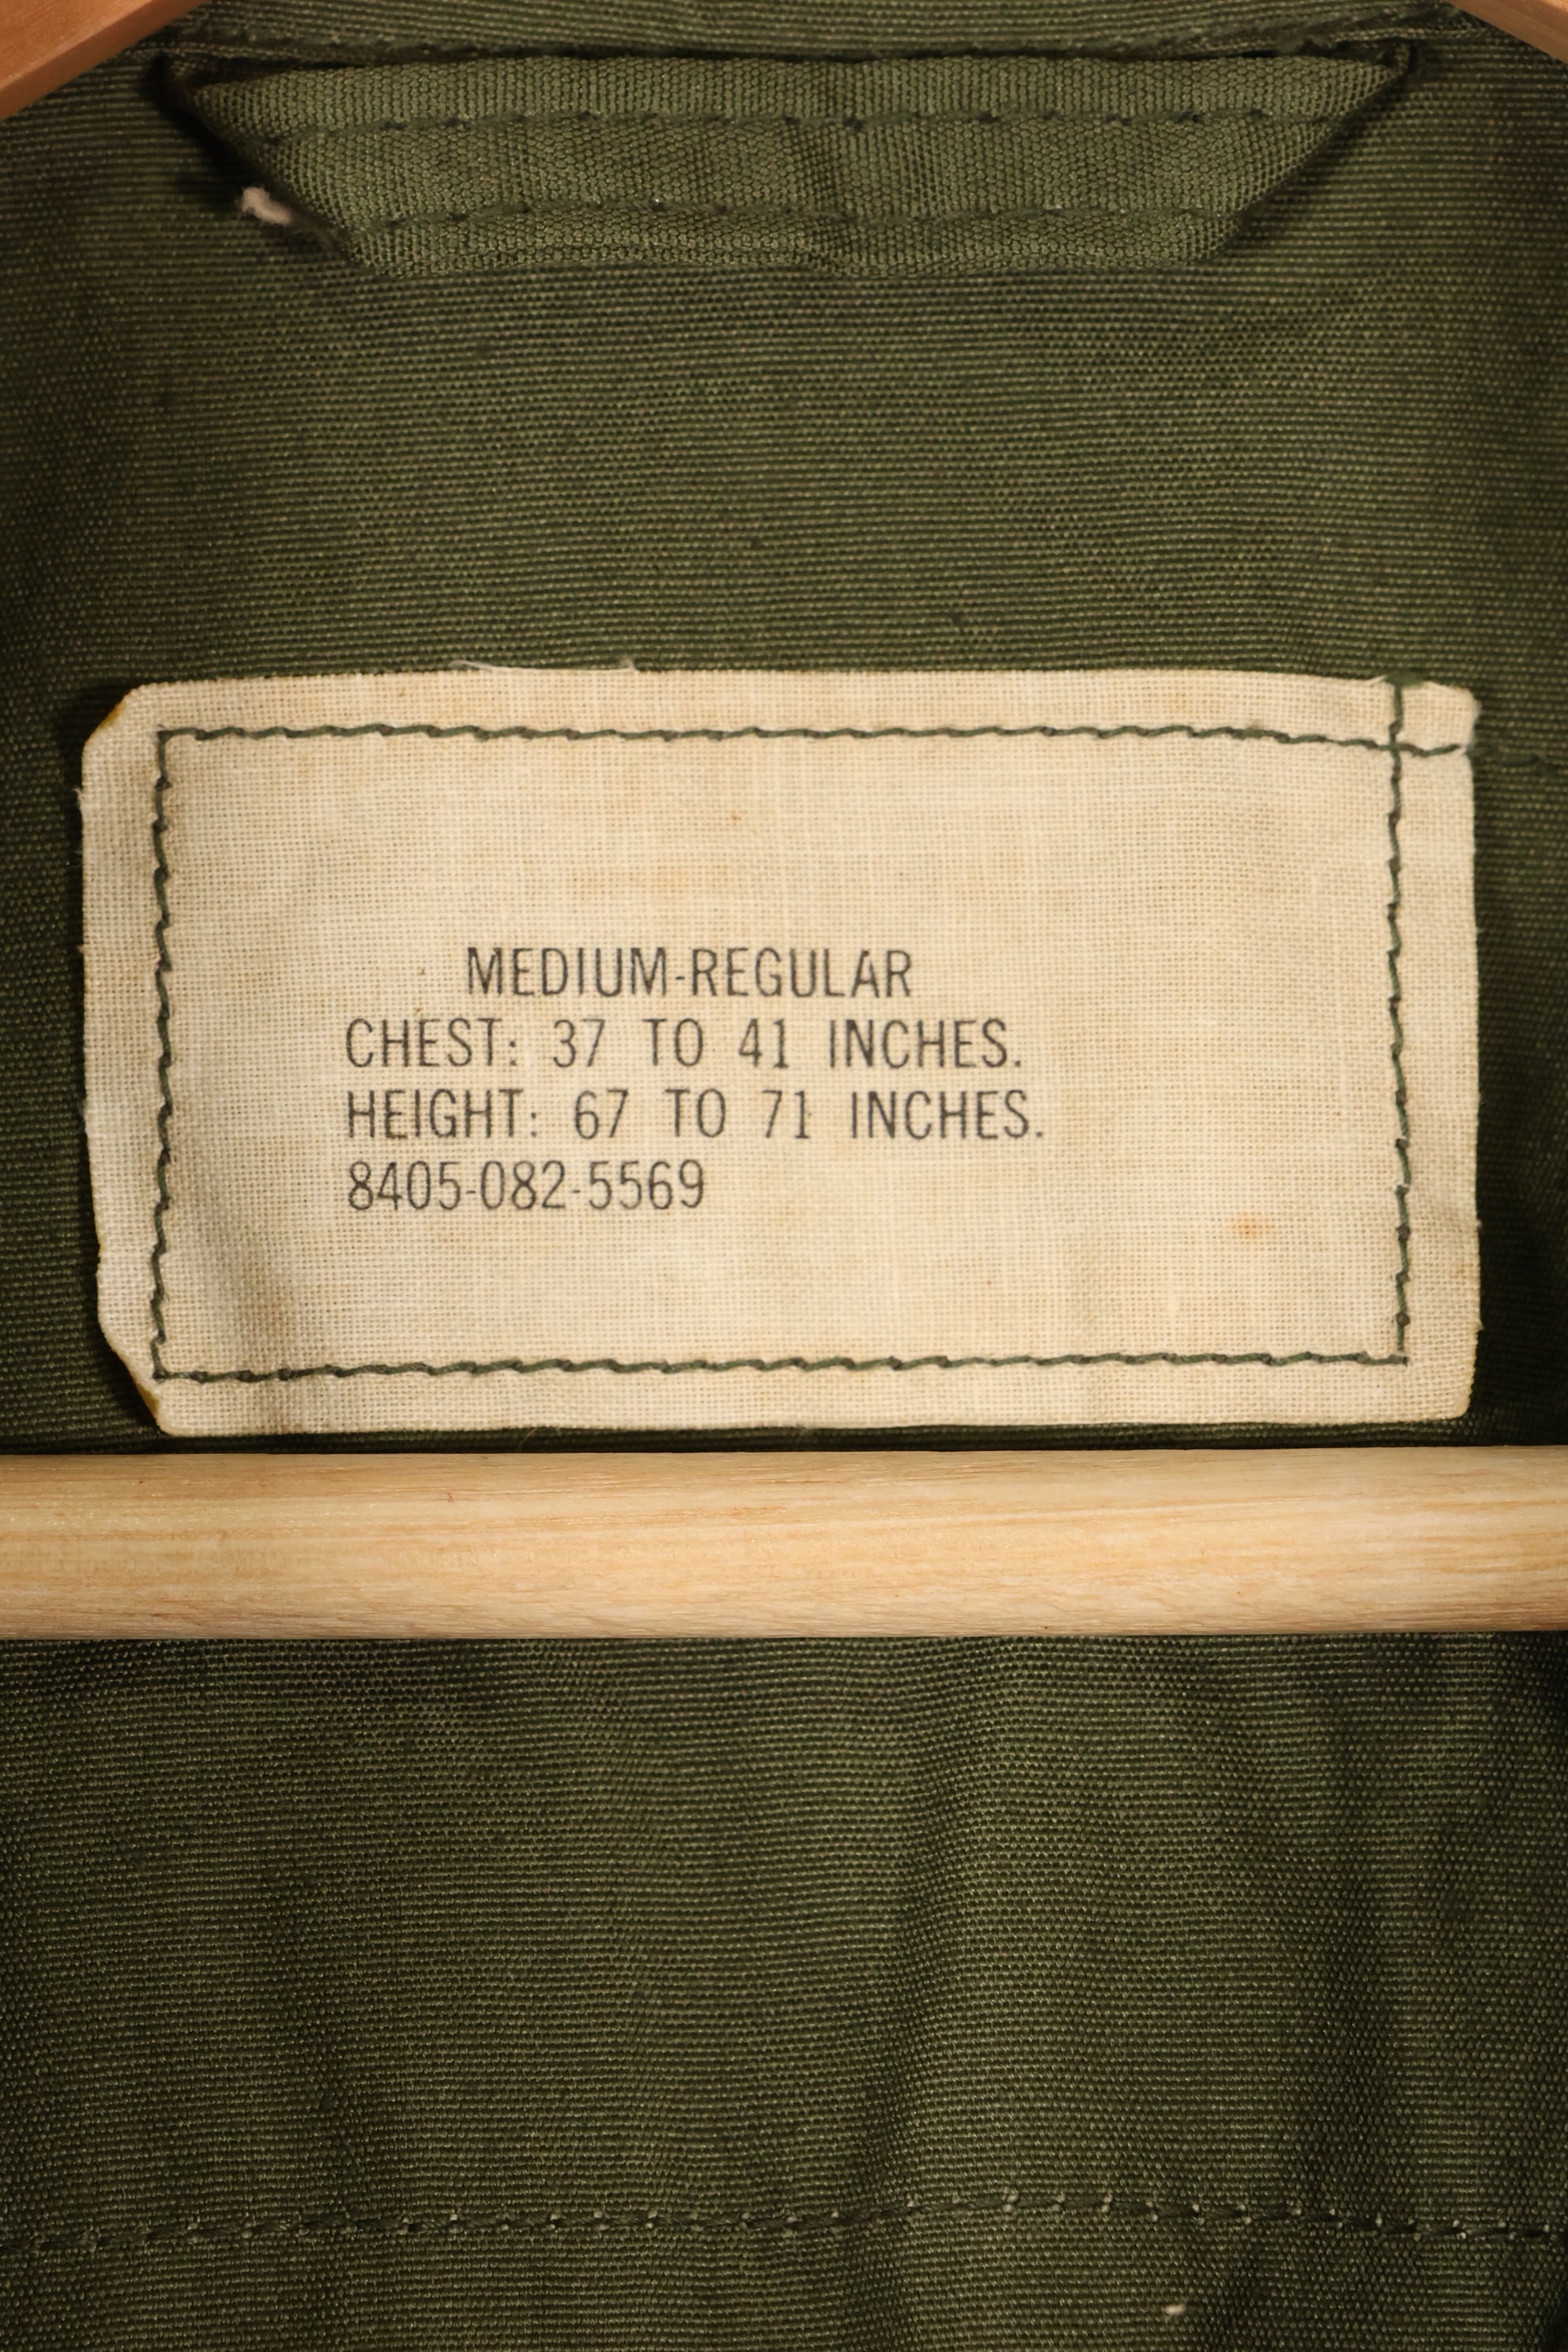 MEDIUM-REGULAR
CHEST: 37 TO 41 INCHES.
HEIGHT: 67 TO 71 INCHES.
8405-082-5569